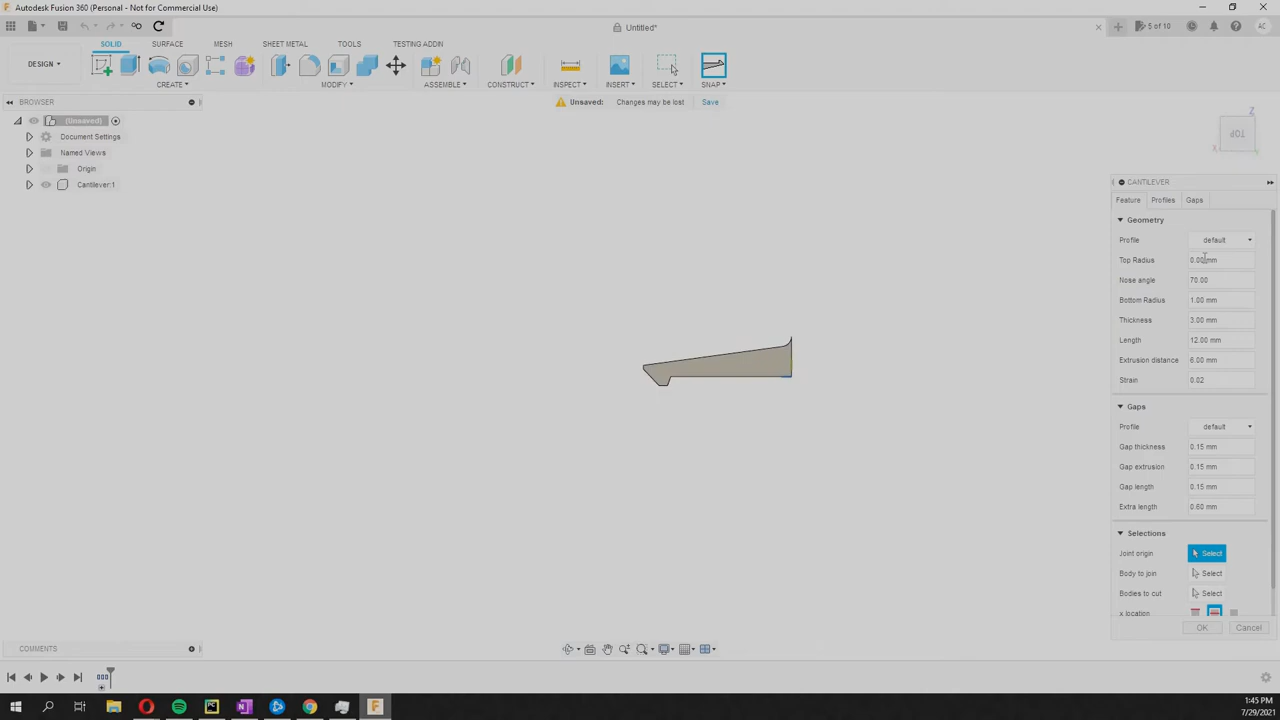 Autodesk Fusion 360 (Personal - Not for Commercial Use)
Untitled*
5 of 10
AC
DESIGN
SOLID SURFACE MESH SHEET METAL TOOLS TESTING ADDIN
CREATE MODIFY ASSEMBLE CONSTRUCT INSPECT INSERT SELECT SNAP
BROWSER
Unsaved: Changes may be lost Save
(Unsaved)
Document Settings
Named Views
Origin
Cantilever:1
Z
TOP
X
CANTILEVER
Feature Profiles Gaps
Geometry
Profile default
Top Radius 0.00 mm
Nose angle 70.00
Bottom Radius 1.00 mm
Thickness 3.00 mm
Length 12.00 mm
Extrusion distance 6.00 mm
Strain 0.02
Gaps
Profile default
Gap thickness 0.15 mm
Gap extrusion 0.15 mm
Gap length 0.15 mm
Extra length 0.60 mm
Selections
Joint origin Select
Body to join Select
Bodies to cut Select
x location
OK Cancel
COMMENTS
1:45 PM
7/29/2021